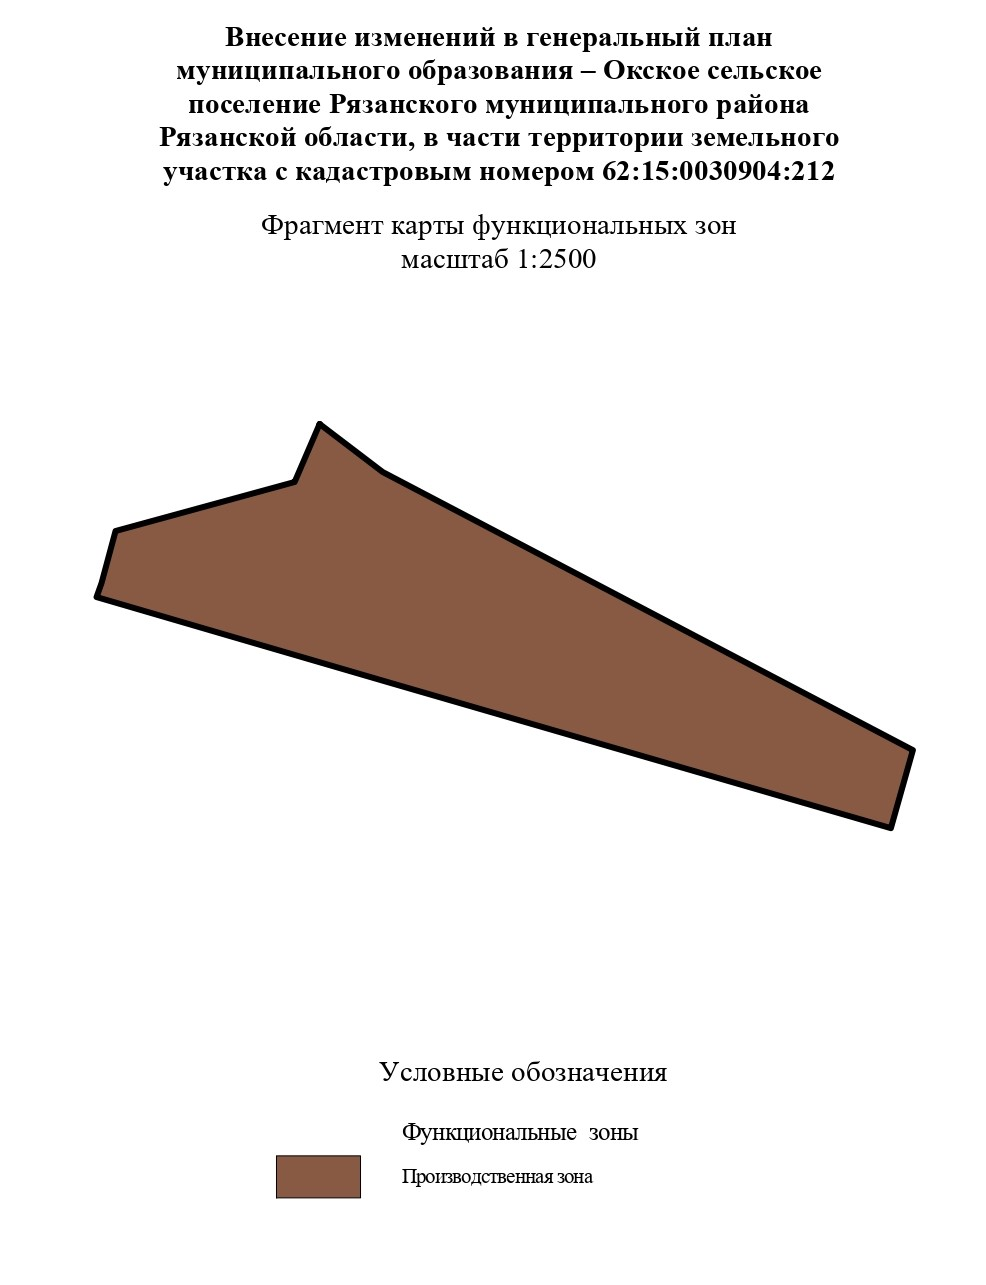 Внесение изменений в генеральный план
муниципального образования – Окское сельское
поселение Рязанского муниципального района
Рязанской области, в части территории земельного
участка с кадастровым номером 62:15:0030904:212
Фрагмент карты функциональных зон
масштаб 1:2500
Условные обозначения
Функциональные зоны
Производственная зона